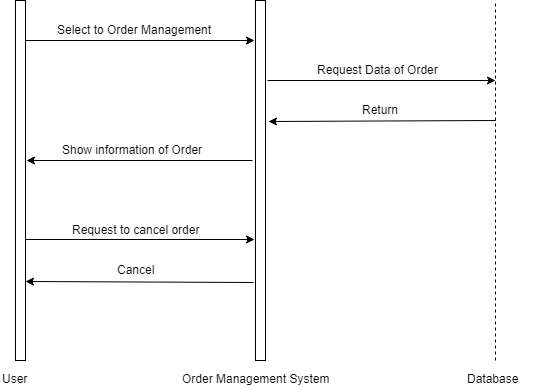 Select to Order Management
Request Data of Order
Return
Show information of Order
Request to cancel order
Cancel
User
Order Management System
Database